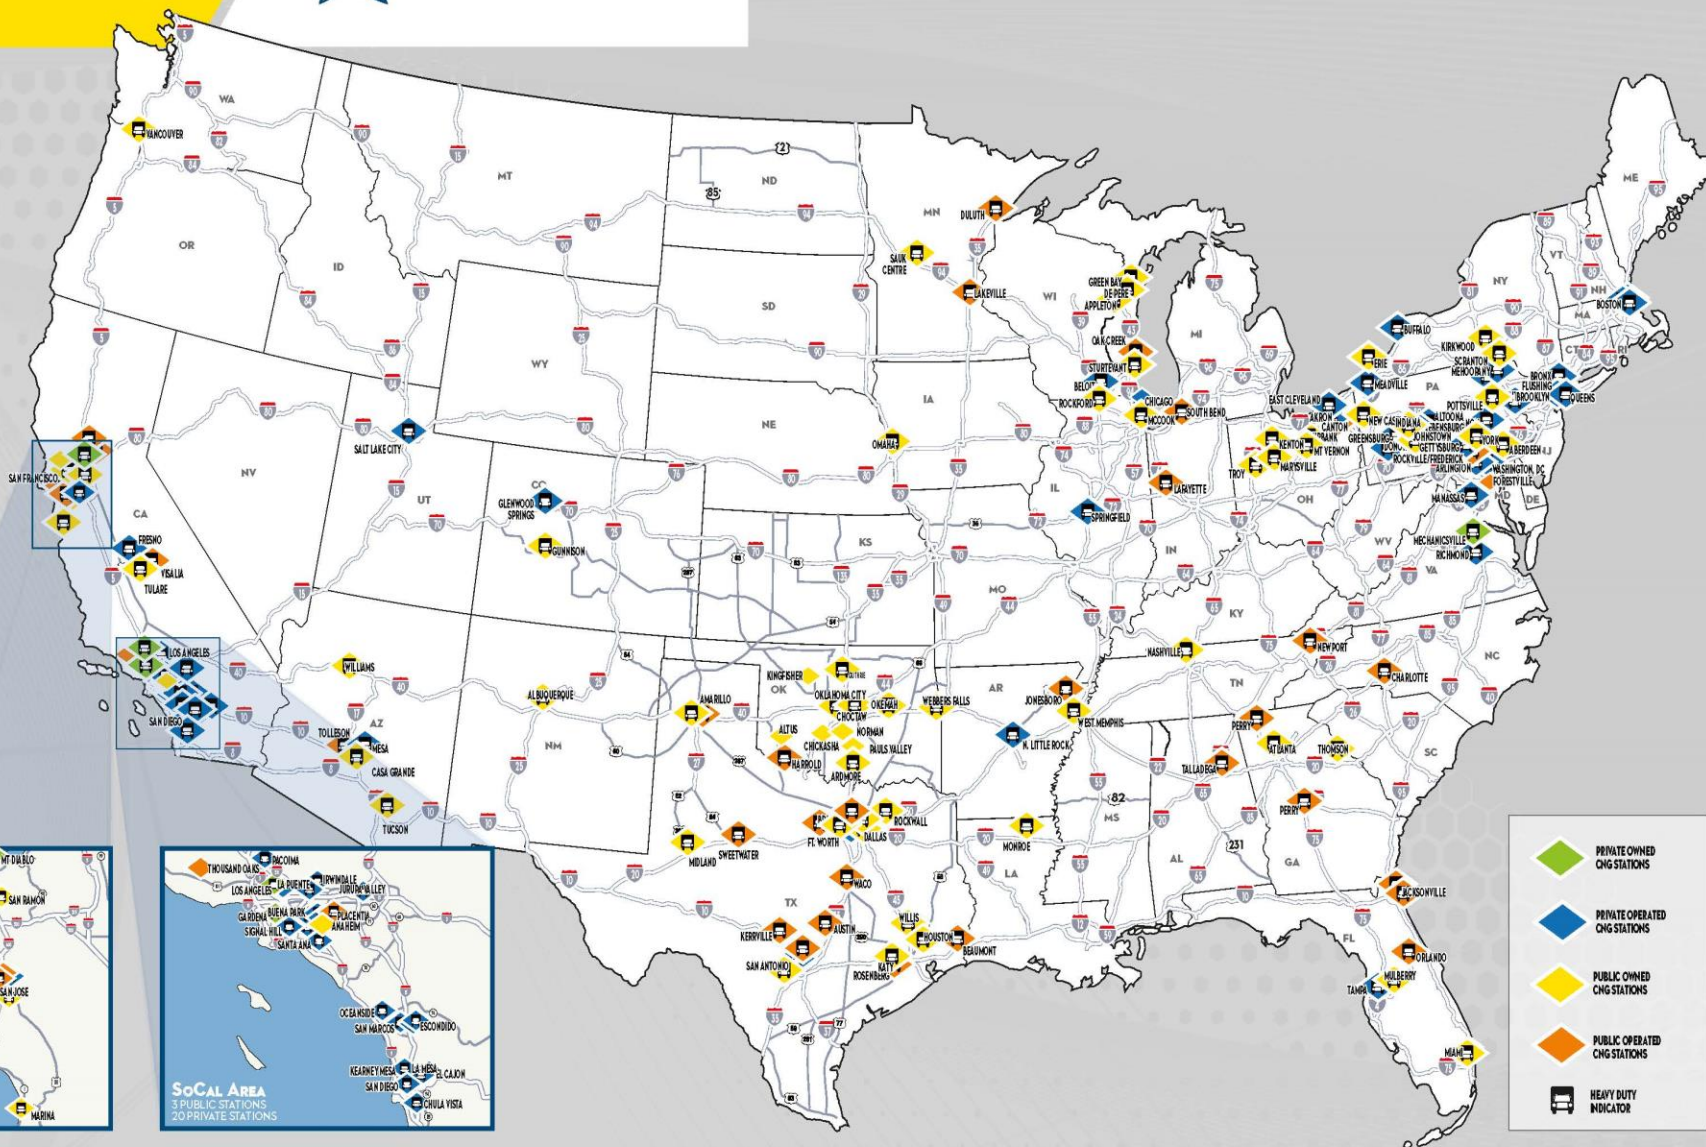 WA
VANCOUVER
OR
ID
MT
ND
MN
DULUTH
SAUK
CENTRE
LAKEVILLE
SD
WI
GREEN BAY
DE PERE
APPLETON
OAK CREEK
STURTEVANT
BELOIT
ROCKFORD
CHICAGO
MCCOOK
SOUTH BEND
MI
ME
VT
NH
BOSTON
MA
CT
RI
NY
BUFFALO
KIRKWOOD
SCRANTON
MEHOOPANY
ERIE
MEADVILLE
PA
BRONX
FLUSHING
BROOKLYN
QUEENS
POTTSVILLE
EAST CLEVELAND
AKRON
CANTON
ALTOONA
INDIANA
GREENSBURG
JOHNSTOWN
GETTYSBURG
YORK
ABERDEEN
ROCKVILLE/FREDERICK
ARLINGTON
WASHINGTON, DC
FORESTVILLE
MANASSAS
MD
DE
MECHANICSVILLE
RICHMOND
VA
WV
KENTON
MT VERNON
MARYSVILLE
TROY
OH
LAFAYETTE
IN
IL
SPRINGFIELD
WY
NE
OMAHA
IA
SALT LAKE CITY
NV
UT
CA
SAN FRANCISCO
FRESNO
VISALIA
TULARE
GLENWOOD
SPRINGS
GUNNISON
KS
MO
KY
NASHVILLE
NEWPORT
NC
CHARLOTTE
TN
LOS ANGELES
SAN DIEGO
WILLIAMS
AZ
TOLLESON
MESA
CASA GRANDE
TUCSON
ALBUQUERQUE
NM
AMARILLO
KINGFISHER
GUTHRIE
OK
OKLAHOMA CITY
CHOCTAW
OKEMAH
WEBBERS FALLS
ALTUS
NORMAN
CHICKASHA
PAULS VALLEY
HARROLD
ARDMORE
AR
JONESBORO
WEST MEMPHIS
N. LITTLE ROCK
PERRY
ATLANTA
THOMSON
SC
TALLADEGA
PERRY
MS
AL
GA
ROCKWALL
FT. WORTH
DALLAS
MIDLAND
SWEETWATER
MONROE
LA
WACO
TX
KERRVILLE
AUSTIN
SAN ANTONIO
WILLIS
HOUSTON
KATY
ROSENBERG
BEAUMONT
JACKSONVILLE
FL
ORLANDO
MULBERRY
TAMPA
MIAMI
MT DIABLO
SAN RAMON
SAN JOSE
MARINA
THOUSAND OAKS
PACOIMA
LOS ANGELES
LA PUENTE
IRWINDALE
JURUPA VALLEY
GARDENA
BUENA PARK
PLACENTIA
ANAHEIM
SIGNAL HILL
SANTA ANA
OCEANSIDE
SAN MARCOS
ESCONDIDO
KEARNEY MESA
LA MESA
EL CAJON
SAN DIEGO
CHULA VISTA
SOCAL AREA
3 PUBLIC STATIONS
20 PRIVATE STATIONS
PRIVATE OWNED
CNG STATIONS
PRIVATE OPERATED
CNG STATIONS
PUBLIC OWNED
CNG STATIONS
PUBLIC OPERATED
CNG STATIONS
HEAVY DUTY
INDICATOR